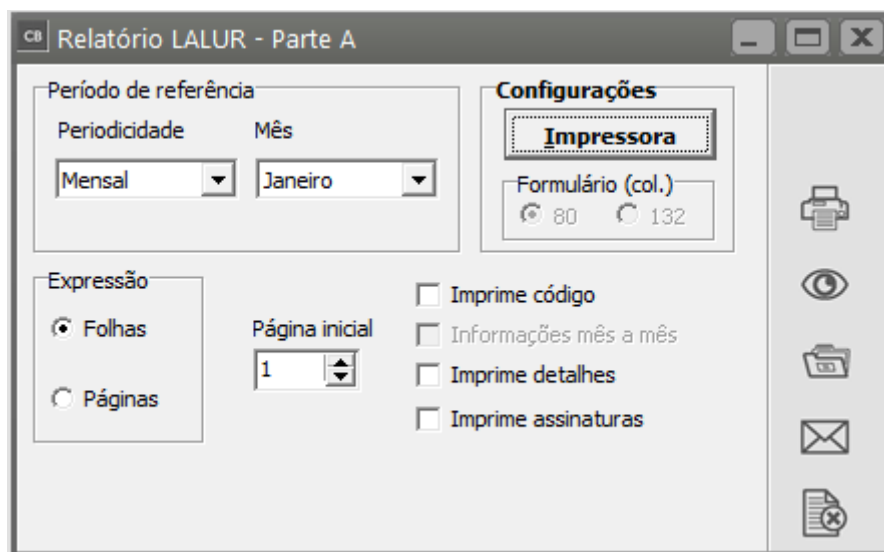 CB Relatório LALUR - Parte A
Período de referência
Periodicidade Mês
Mensal Janeiro
Configurações
Impressora
Formulário (col.)
80 132
Expressão
Folhas
Páginas
Página inicial
1
Imprime código
Informações mês a mês
Imprime detalhes
Imprime assinaturas